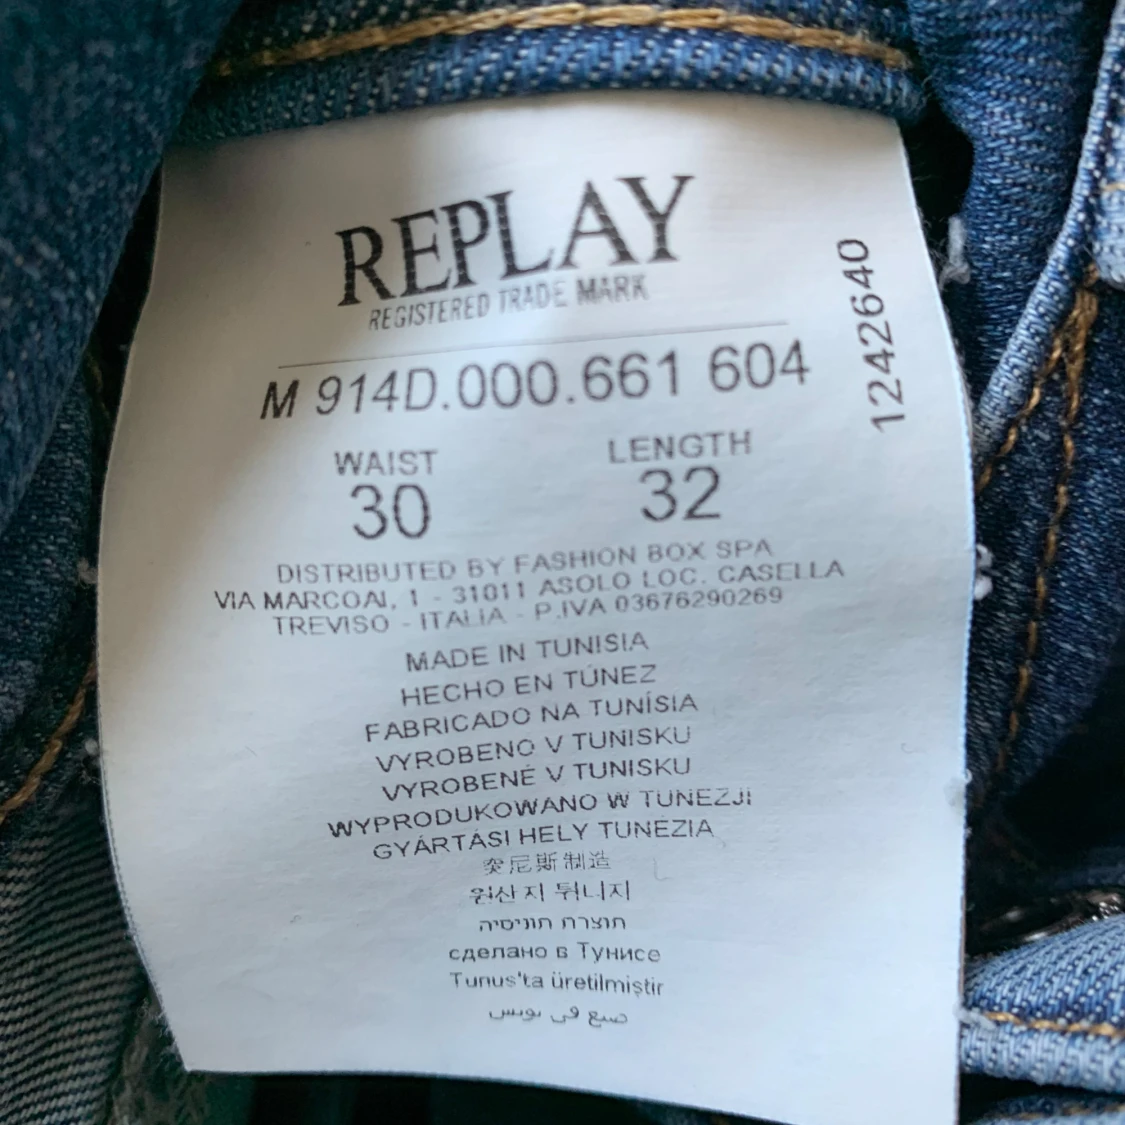 REPLAY
REGISTERED TRADE MARK
1242640
M 914D.000.661 604
WAIST LENGTH
30 32
DISTRIBUTED BY FASHION BOX SPA
VIA MARCOAI, 1 - 31011 ASOLO LOC. CASELLA
TREVISO - ITALIA - P.IVA 03676290269
MADE IN TUNISIA
HECHO EN TÚNEZ
FABRICADO NA TUNÍSIA
VYROBENO V TUNISKU
VYROBENÉ V TUNISKU
WYPRODUKOWANO W TUNEZJI
GYÁRTÁSI HELY TUNÉZIA
突尼斯制造
원산지 튀니지
תוצרת תוניסיה
сделано в Тунисе
Tunus'ta üretilmiştir
صنع في تونس